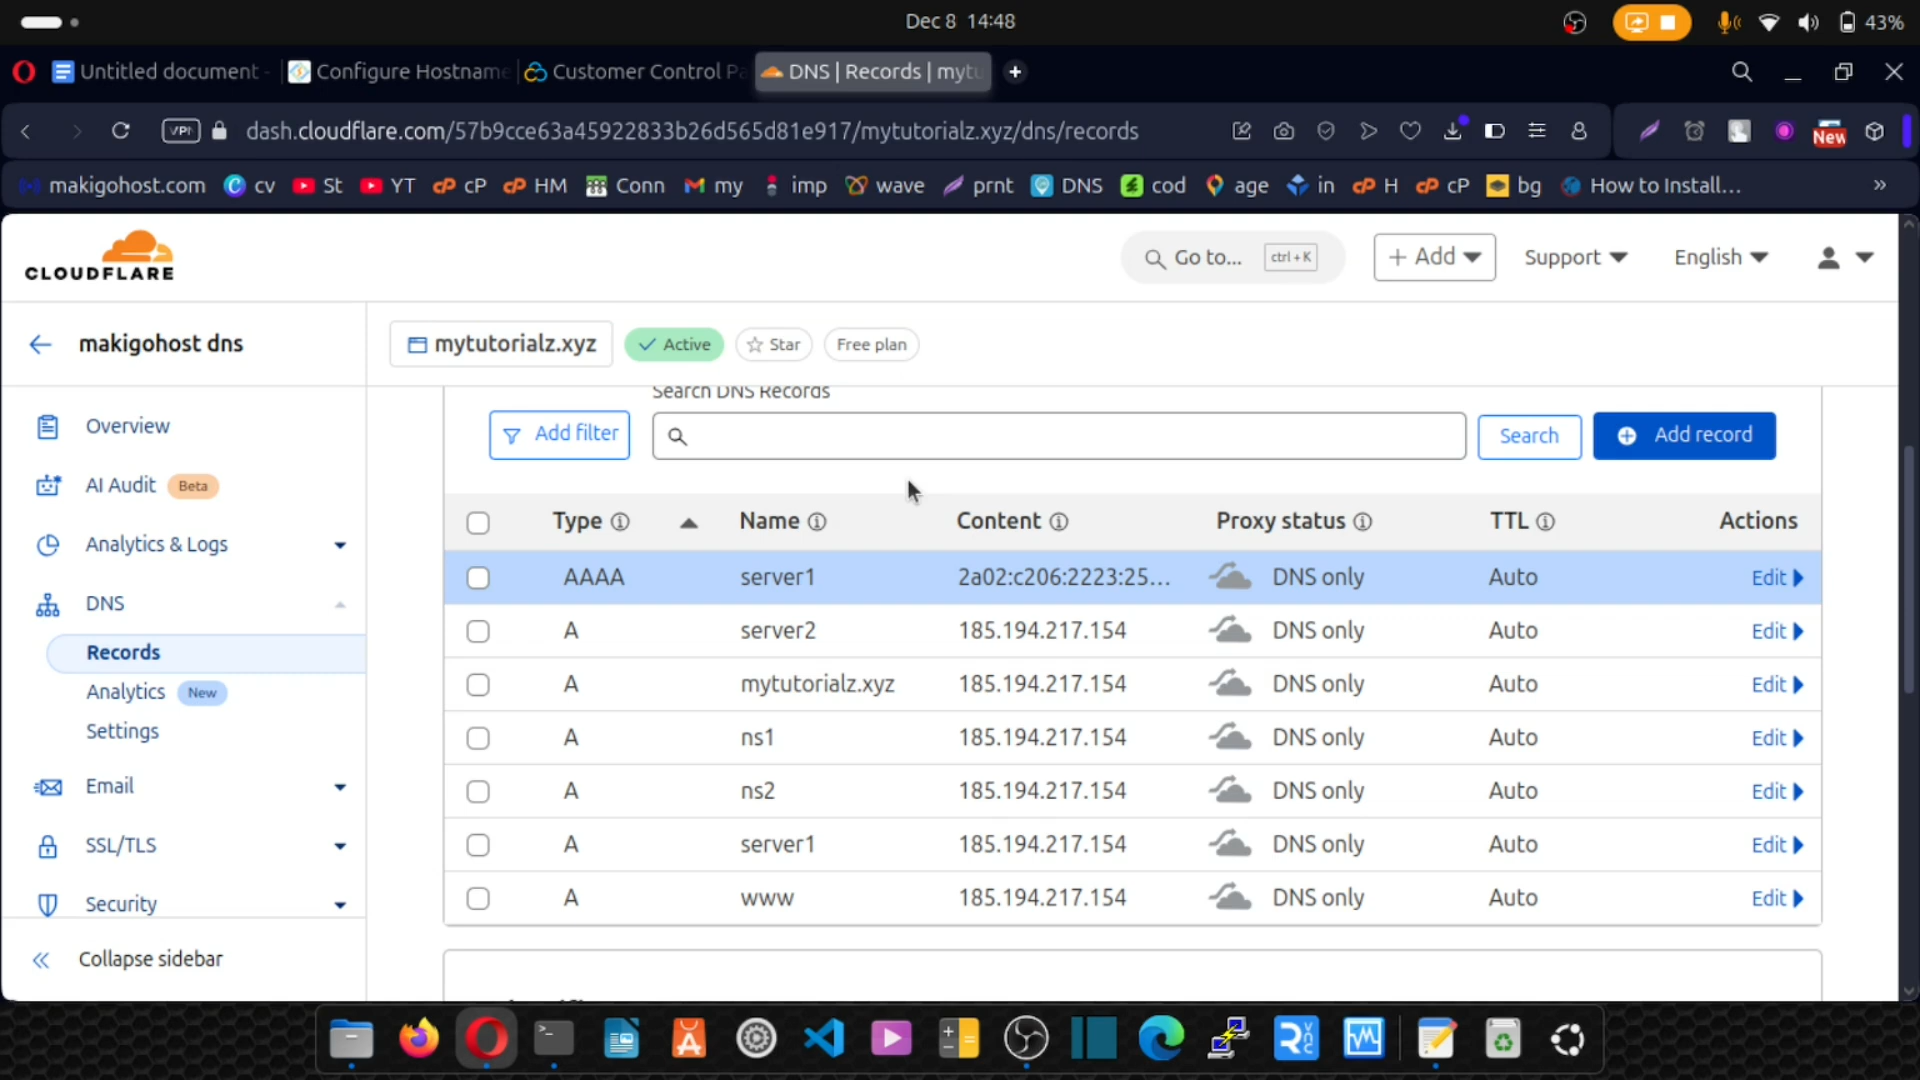 Dec 8 14:48
43%
Untitled document -
Configure Hostname
Customer Control Pa
DNS | Records | mytu
VPN
dash.cloudflare.com/57b9cce63a45922833b26d565d81e917/mytutorialz.xyz/dns/records
New
makigohost.com
cv
St
YT
cP
HM
Conn
my
imp
wave
prnt
DNS
cod
age
in
H
cP
bg
How to Install...
CLOUDFLARE
Go to...
ctrl + K
+ Add
Support
English
makigohost dns
mytutorialz.xyz
Active
Star
Free plan
Overview
AI Audit Beta
Analytics & Logs
DNS
Records
Analytics New
Settings
Email
SSL/TLS
Security
Collapse sidebar
Search DNS Records
Add filter
Search
Add record
Type Name Content Proxy status TTL Actions
AAAA server1 2a02:c206:2223:25... DNS only Auto Edit
A server2 185.194.217.154 DNS only Auto Edit
A mytutorialz.xyz 185.194.217.154 DNS only Auto Edit
A ns1 185.194.217.154 DNS only Auto Edit
A ns2 185.194.217.154 DNS only Auto Edit
A server1 185.194.217.154 DNS only Auto Edit
A www 185.194.217.154 DNS only Auto Edit